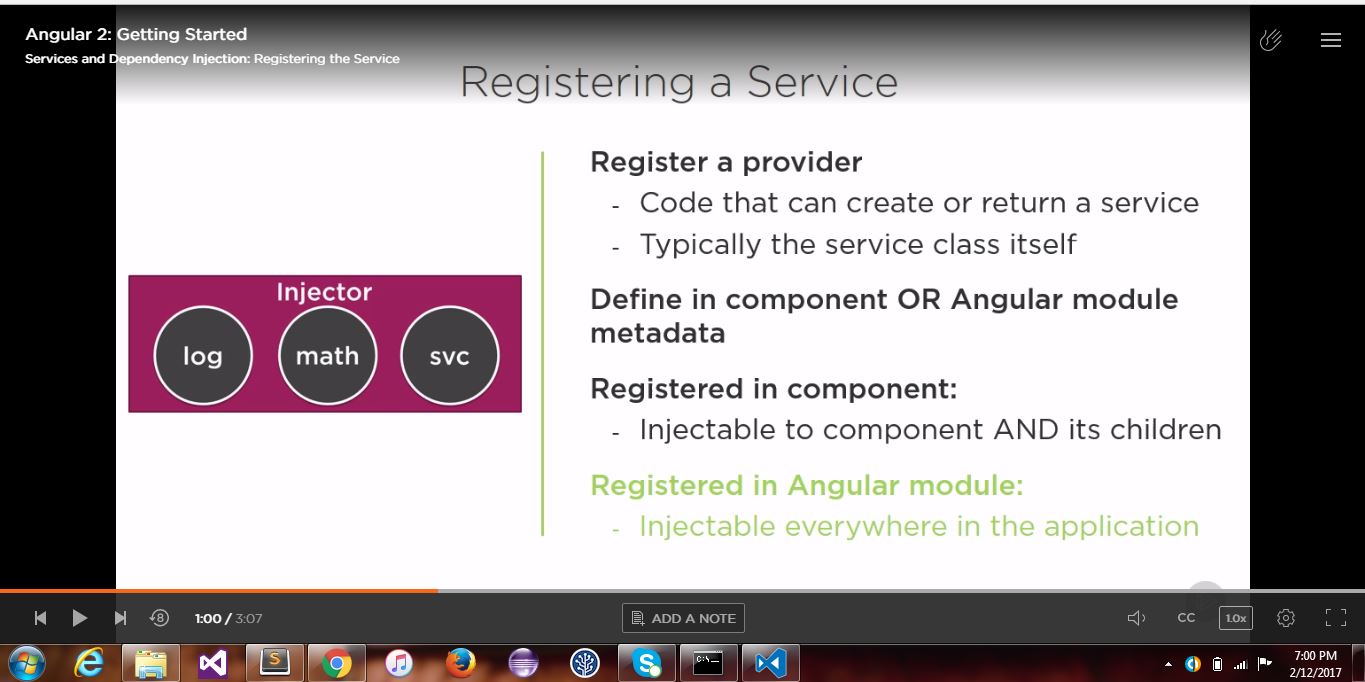 Angular 2: Getting Started
Services and Dependency Injection: Registering the Service
Registering a Service
Register a provider
- Code that can create or return a service
- Typically the service class itself
Define in component OR Angular module
metadata
Registered in component:
- Injectable to component AND its children
Registered in Angular module:
- Injectable everywhere in the application
Injector
log math svc
8 1:00 / 3:07 ADD A NOTE CC 1.0x
S C:\_ 7:00 PM
2/12/2017